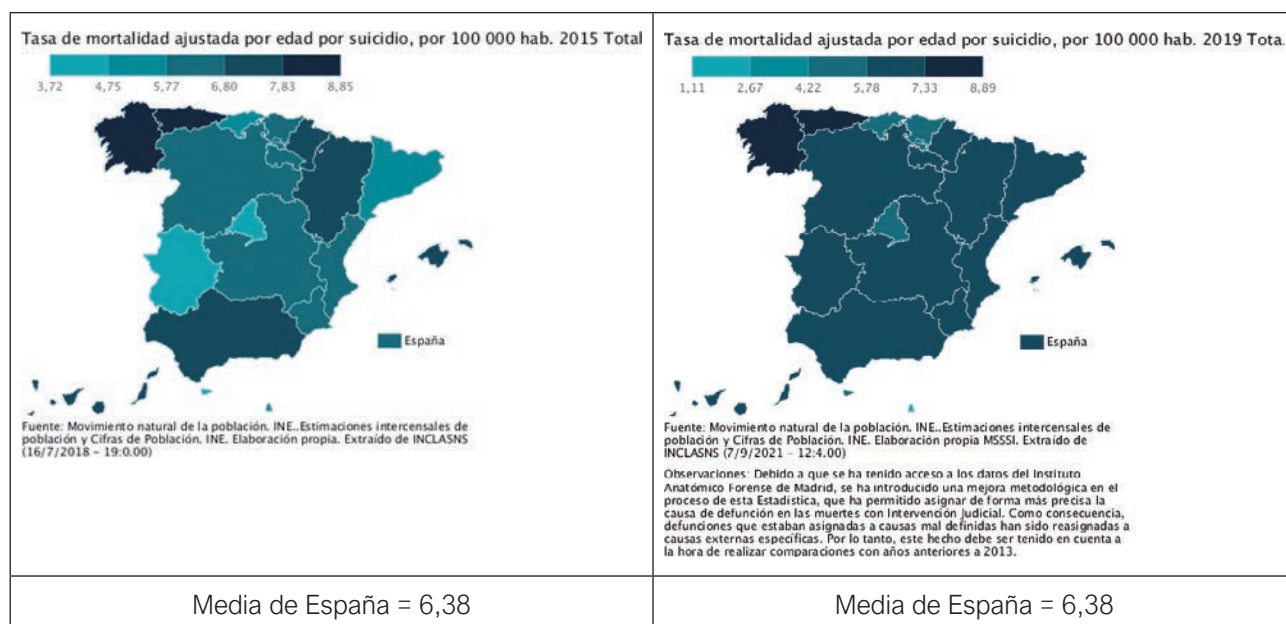 Tasa de mortalidad ajustada por edad por suicidio, por 100 000 hab. 2015 Total
3,72 4,75 5,77 6,80 7,83 8,85
España
Fuente: Movimiento natural de la población. INE..Estimaciones intercensales de
población y Cifras de Población. INE. Elaboración propia. Extraído de INCLASNS
(16/7/2018 – 19:0.00)
Media de España = 6,38
Tasa de mortalidad ajustada por edad por suicidio, por 100 000 hab. 2019 Tota.
1,11 2,67 4,22 5,78 7,33 8,89
España
Fuente: Movimiento natural de la población. INE..Estimaciones intercensales de
población y Cifras de Población. INE. Elaboración propia MSSSI. Extraído de
INCLASNS (7/9/2021 – 12:4.00)
Observaciones: Debido a que se ha tenido acceso a los datos del Instituto
Anatómico Forense de Madrid, se ha introducido una mejora metodológica en el
proceso de esta Estadística, que ha permitido asignar de forma más precisa la
causa de defunción en las muertes con Intervención Judicial. Como consecuencia,
defunciones que estaban asignadas a causas mal definidas han sido reasignadas a
causas externas específicas. Por lo tanto, este hecho debe ser tenido en cuenta a
la hora de realizar comparaciones con años anteriores a 2013.
Media de España = 6,38